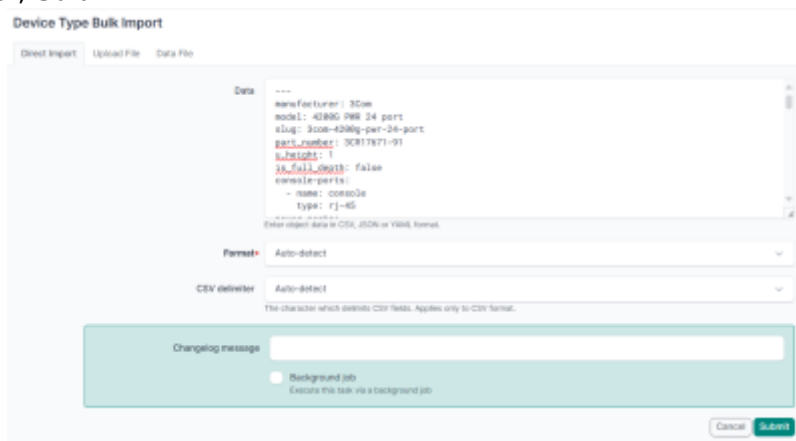 Device Type Bulk Import
Direct Import Upload File Data File
Data
---
manufacturer: 3Com
model: 4200G PWR 24 port
slug: 3com-4200g-pwr-24-port
part_number: 3CR17671-91
u_height: 1
is_full_depth: false
console-ports:
- name: console
type: rj-45
Enter object data in CSV, JSON or YAML format.
Format* Auto-detect
CSV delimiter Auto-detect
The character which delimits CSV fields. Applies only to CSV format.
Changelog message
Background job
Execute this task via a background job
Cancel Submit